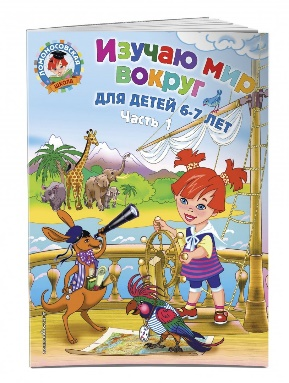 ЛОМОНОСОВСКАЯ
ШКОЛА
Изучаю мир
вокруг
для детей 6-7 лет
Часть 1